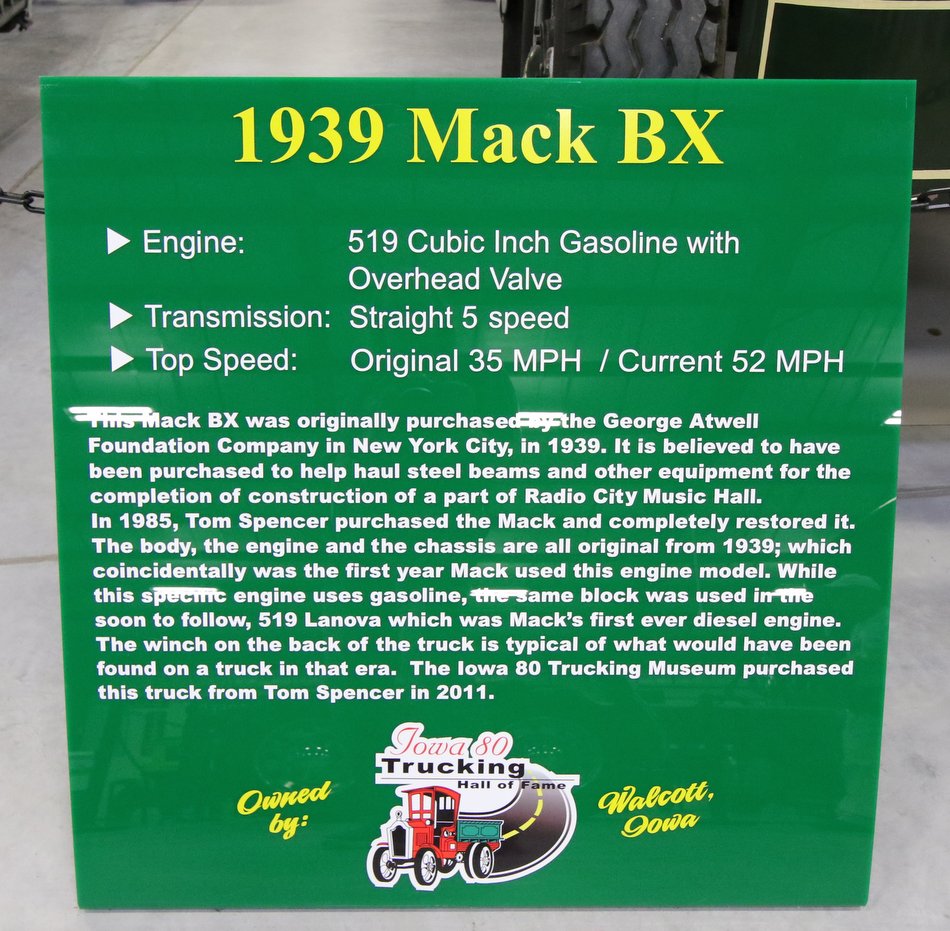 1939 Mack BX
Engine: 519 Cubic Inch Gasoline with
Overhead Valve
Transmission: Straight 5 speed
Top Speed: Original 35 MPH / Current 52 MPH
This Mack BX was originally purchased by the George Atwell
Foundation Company in New York City, in 1939. It is believed to have
been purchased to help haul steel beams and other equipment for the
completion of construction of a part of Radio City Music Hall.
In 1985, Tom Spencer purchased the Mack and completely restored it.
The body, the engine and the chassis are all original from 1939; which
coincidentally was the first year Mack used this engine model. While
this specific engine uses gasoline, the same block was used in the
soon to follow, 519 Lanova which was Mack's first ever diesel engine.
The winch on the back of the truck is typical of what would have been
found on a truck in that era. The Iowa 80 Trucking Museum purchased
this truck from Tom Spencer in 2011.
Iowa 80
Trucking
Hall of Fame
Owned
by:
Walcott,
Iowa